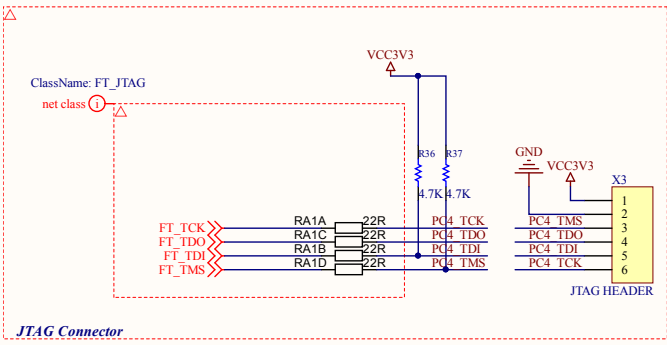 VCC3V3
ClassName: FT_JTAG
net class i
R36 R37
GND
VCC3V3
X3
4.7K 4.7K
1
2
FT_TCK RA1A 22R PC4_TCK PC4_TMS 3
FT_TDO RA1C 22R PC4_TDO PC4_TDO 4
FT_TDI RA1B 22R PC4_TDI PC4_TDI 5
FT_TMS RA1D 22R PC4_TMS PC4_TCK 6
JTAG HEADER
JTAG Connector